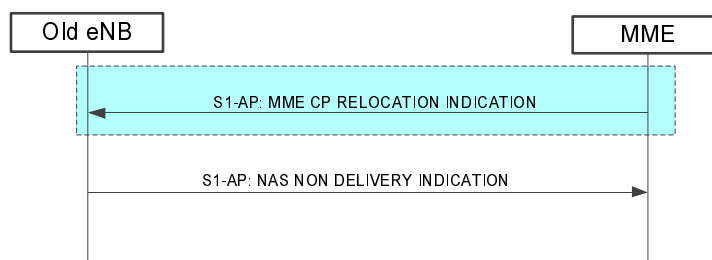 Old eNB
MME
S1-AP: MME CP RELOCATION INDICATION
S1-AP: NAS NON DELIVERY INDICATION